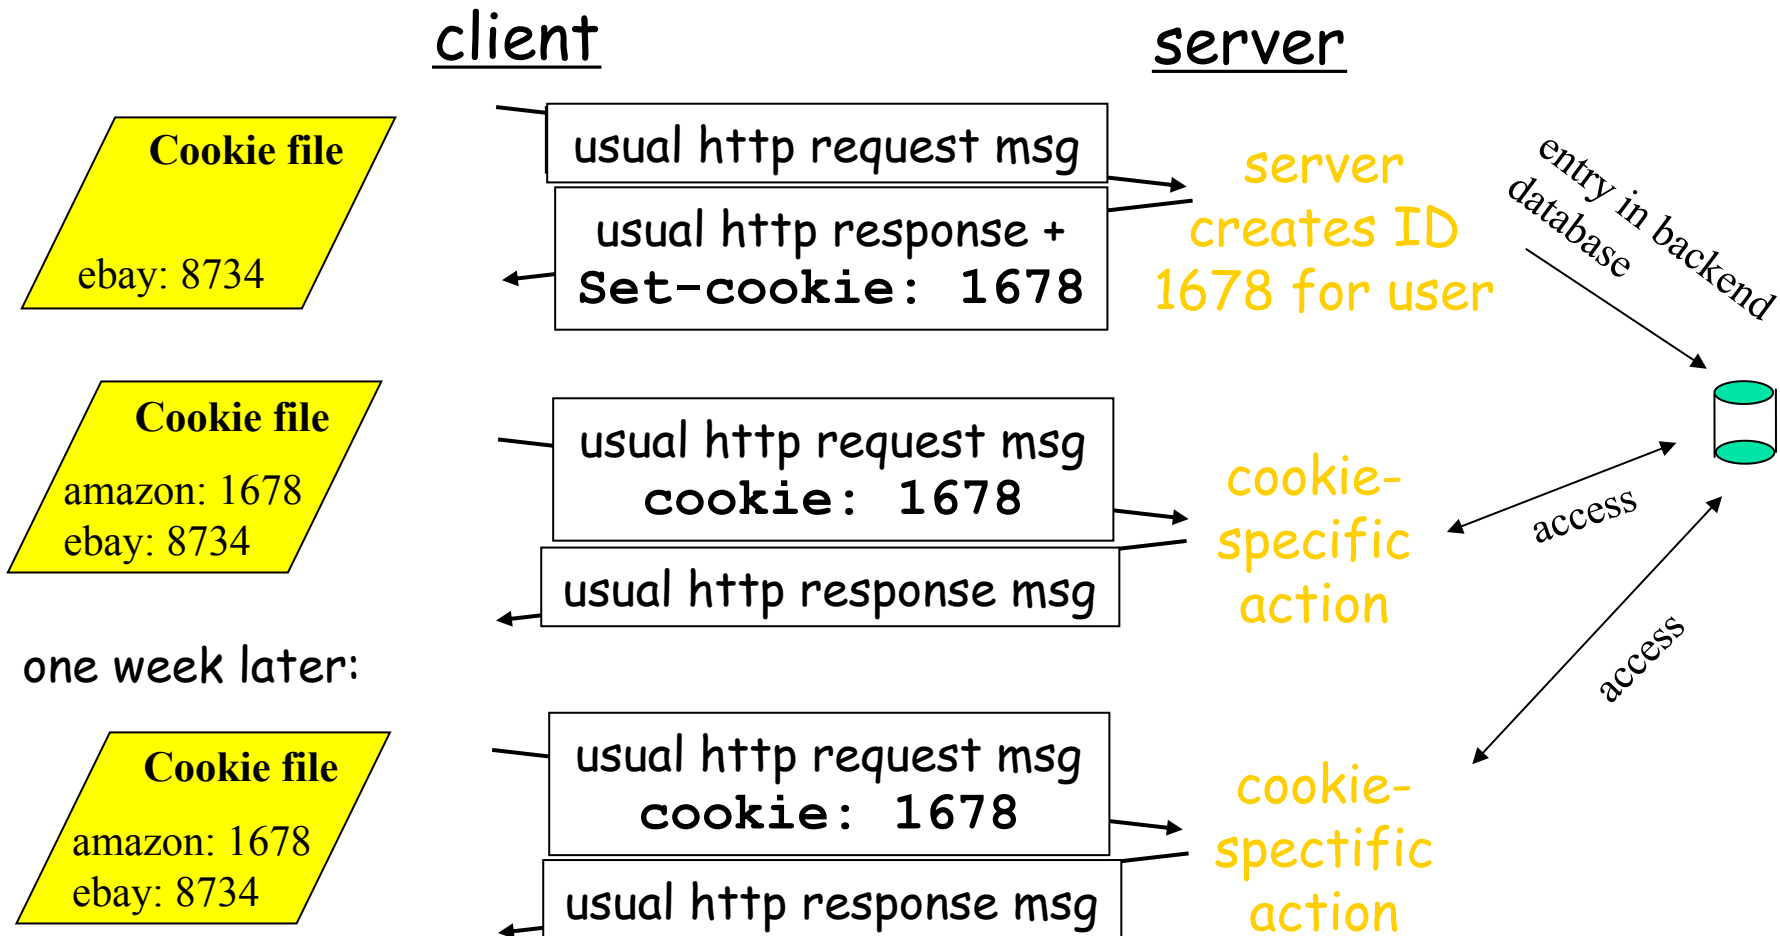 client
server
Cookie file
ebay: 8734
usual http request msg
usual http response +
Set-cookie: 1678
server
creates ID
1678 for user
entry in backend
database
Cookie file
amazon: 1678
ebay: 8734
usual http request msg
cookie: 1678
usual http response msg
cookie-
specific
action
access
access
one week later:
Cookie file
amazon: 1678
ebay: 8734
usual http request msg
cookie: 1678
usual http response msg
cookie-
spectific
action